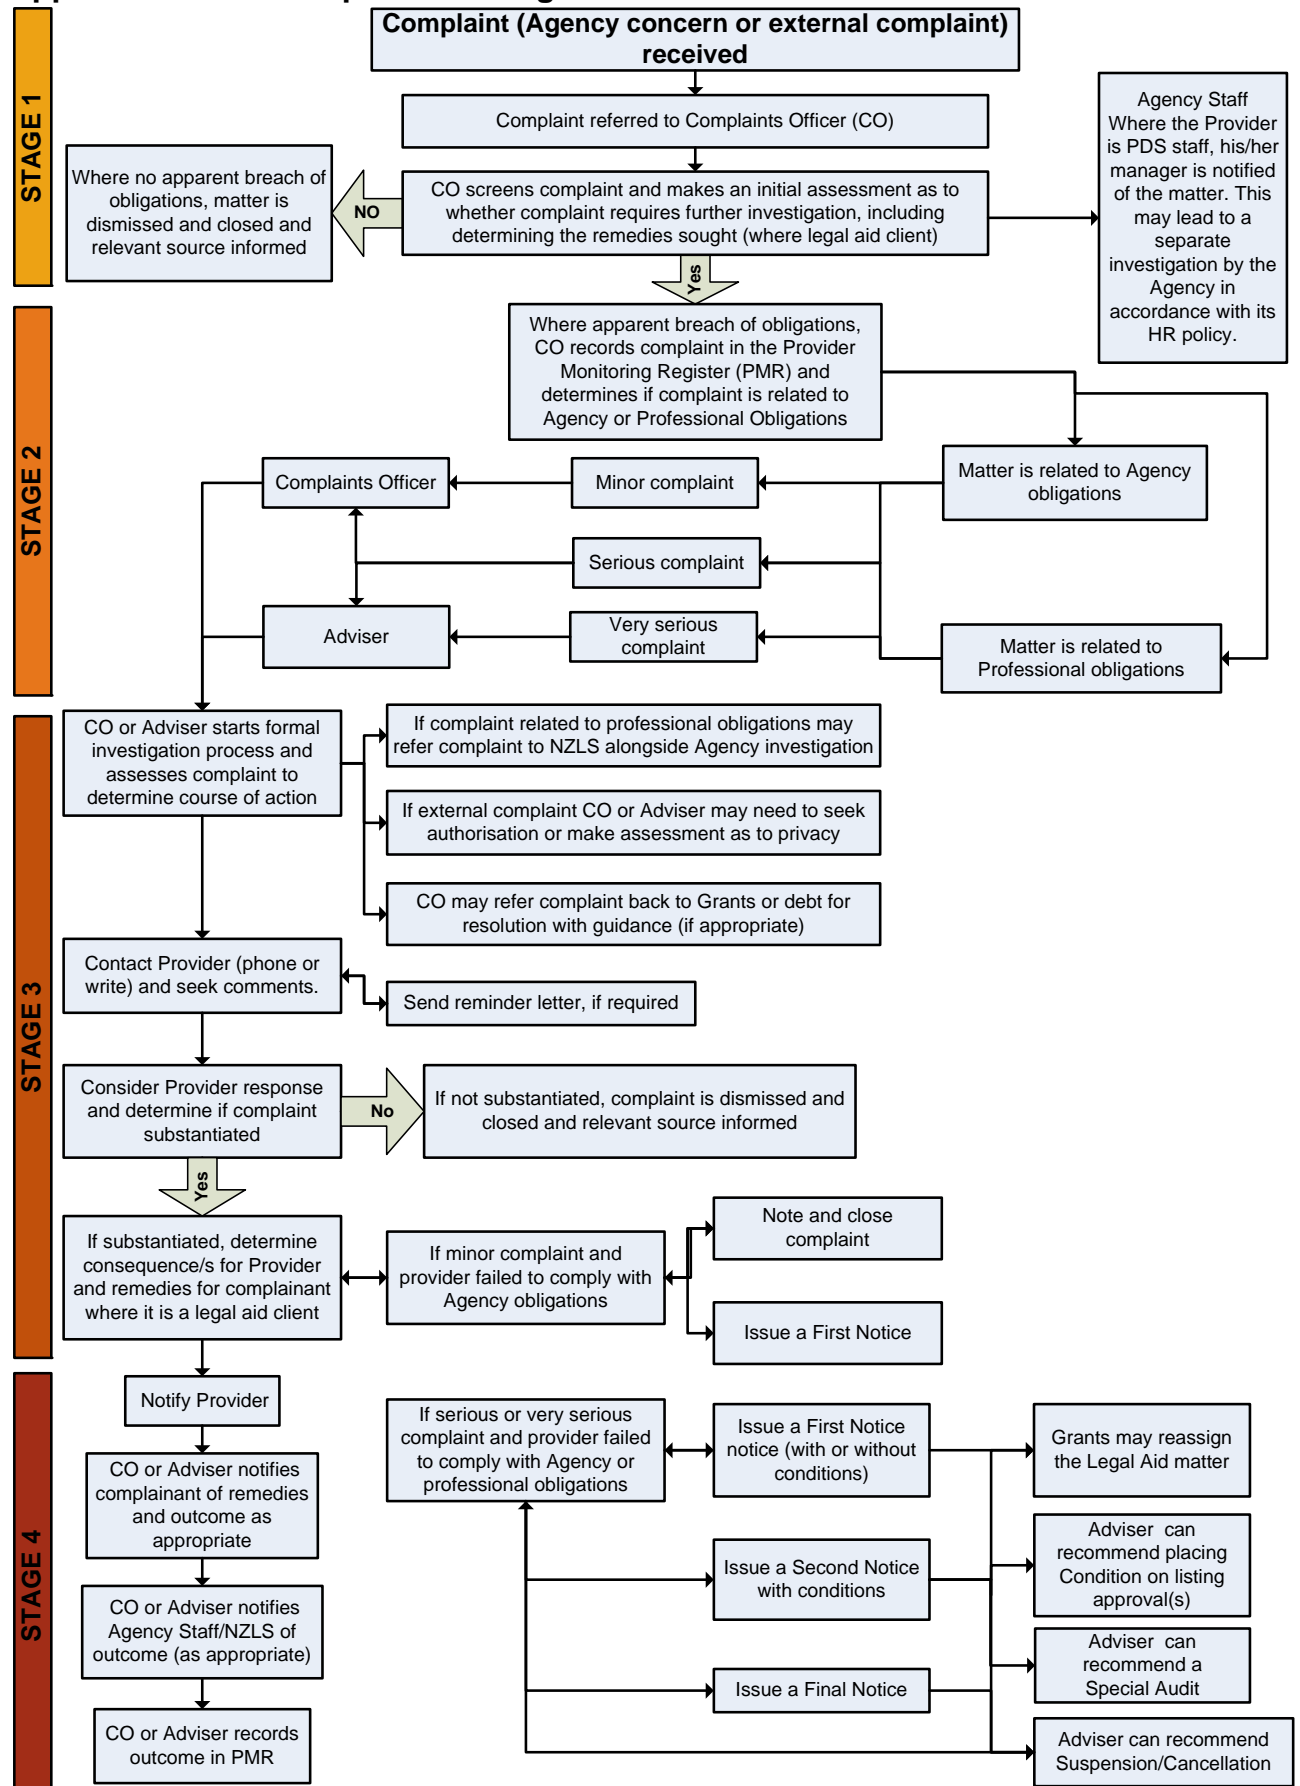 Complaint (Agency concern or external complaint)
received
STAGE 1
Complaint referred to Complaints Officer (CO)
Agency Staff
Where the Provider
is PDS staff, his/her
manager is notified
of the matter. This
may lead to a
separate
investigation by the
Agency in
accordance with its
HR policy.
Where no apparent breach of
obligations, matter is
dismissed and closed and
relevant source informed
NO
CO screens complaint and makes an initial assessment as to
whether complaint requires further investigation, including
determining the remedies sought (where legal aid client)
Yes
STAGE 2
Where apparent breach of obligations,
CO records complaint in the Provider
Monitoring Register (PMR) and
determines if complaint is related to
Agency or Professional Obligations
Complaints Officer
Minor complaint
Matter is related to Agency
obligations
Serious complaint
Adviser
Very serious
complaint
Matter is related to
Professional obligations
STAGE 3
CO or Adviser starts formal
investigation process and
assesses complaint to
determine course of action
If complaint related to professional obligations may
refer complaint to NZLS alongside Agency investigation
If external complaint CO or Adviser may need to seek
authorisation or make assessment as to privacy
CO may refer complaint back to Grants or debt for
resolution with guidance (if appropriate)
Contact Provider (phone or
write) and seek comments.
Send reminder letter, if required
Consider Provider response
and determine if complaint
substantiated
No
If not substantiated, complaint is dismissed and
closed and relevant source informed
Yes
If substantiated, determine
consequence/s for Provider
and remedies for complainant
where it is a legal aid client
If minor complaint and
provider failed to comply with
Agency obligations
Note and close
complaint
Issue a First Notice
STAGE 4
Notify Provider
CO or Adviser notifies
complainant of remedies
and outcome as
appropriate
CO or Adviser notifies
Agency Staff/NZLS of
outcome (as appropriate)
CO or Adviser records
outcome in PMR
If serious or very serious
complaint and provider failed
to comply with Agency or
professional obligations
Issue a First Notice
notice (with or without
conditions)
Issue a Second Notice
with conditions
Issue a Final Notice
Grants may reassign
the Legal Aid matter
Adviser can
recommend placing
Condition on listing
approval(s)
Adviser can
recommend a
Special Audit
Adviser can recommend
Suspension/Cancellation